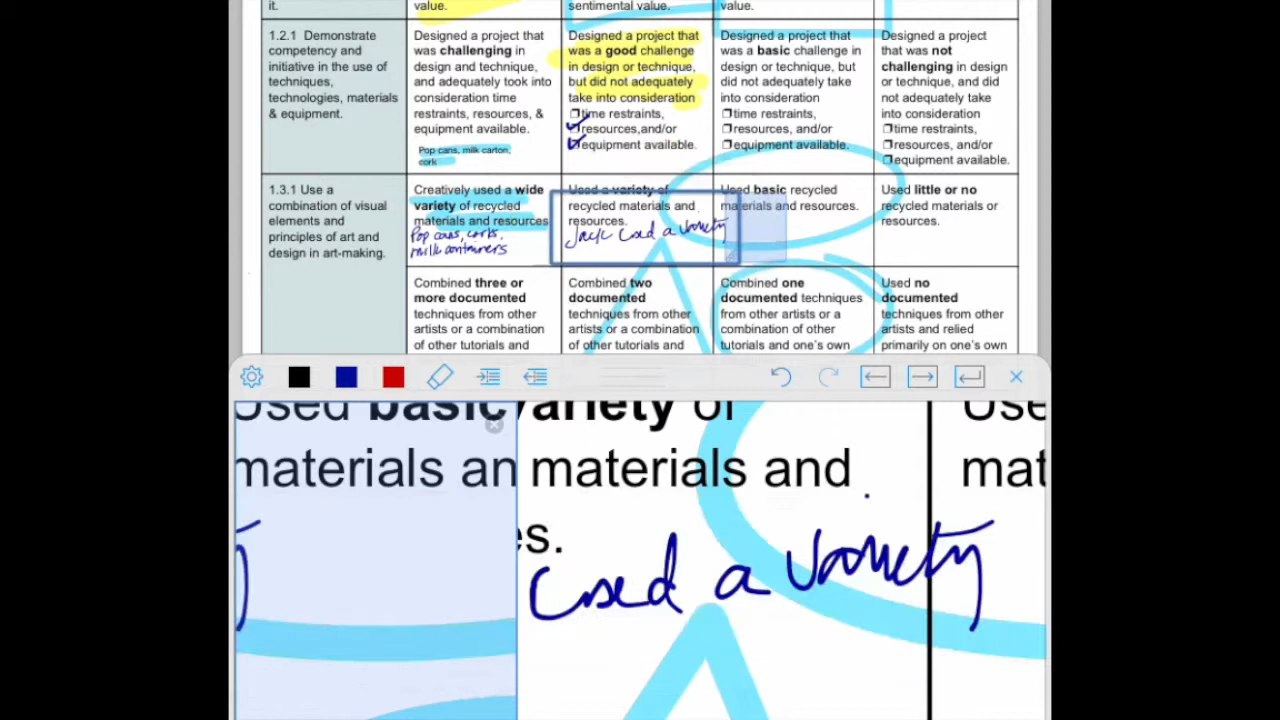 it.
value.
sentimental value.
value.
1.2.1 Demonstrate
competency and
initiative in the use of
techniques,
technologies, materials
& equipment.
Designed a project that
was challenging in
design and technique,
and adequately took into
consideration time
restraints, resources, &
equipment available.
Pop cans, milk carton,
cork
Designed a project that
was a good challenge
in design or technique,
but did not adequately
take into consideration
❒time restraints,
❒resources,and/or
❒equipment available.
Designed a project that
was a basic challenge in
design or technique, but
did not adequately take
into consideration
❒time restraints,
❒resources, and/or
❒equipment available.
Designed a project
that was not
challenging in design
or technique, and did
not adequately take
into consideration
❒time restraints,
❒resources, and/or
❒equipment available.
1.3.1 Use a
combination of visual
elements and
principles of art and
design in art-making.
Creatively used a wide
variety of recycled
materials and resources
Pop cans, corks,
milk containers
Used a variety of
recycled materials and
resources.
Jack used a variety
Used basic recycled
materials and resources.
Used little or no
recycled materials or
resources.
Combined three or
more documented
techniques from other
artists or a combination
of other tutorials and
Combined two
documented
techniques from other
artists or a combination
of other tutorials and
Combined one
documented techniques
from other artists or a
combination of other
tutorials and one's own
Used no
documented
techniques from other
artists and relied
primarily on one's own
Used basic
materials an
variety of
materials and
es.
used a variety
Use
mat